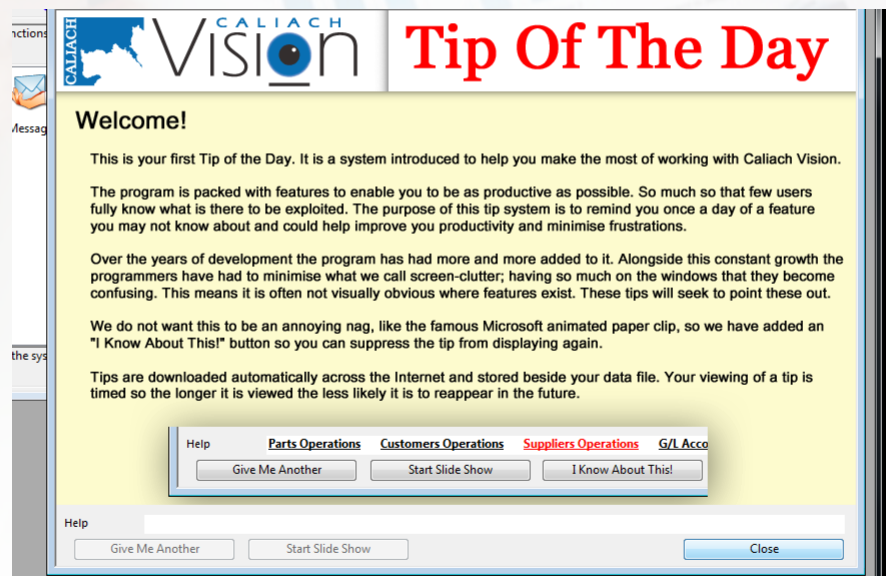 nctions
CALIACH
CALIACH
Vision
Tip Of The Day
Messag
Welcome!
This is your first Tip of the Day. It is a system introduced to help you make the most of working with Caliach Vision.
The program is packed with features to enable you to be as productive as possible. So much so that few users
fully know what is there to be exploited. The purpose of this tip system is to remind you once a day of a feature
you may not know about and could help improve you productivity and minimise frustrations.
Over the years of development the program has had more and more added to it. Alongside this constant growth the
programmers have had to minimise what we call screen-clutter; having so much on the windows that they become
confusing. This means it is often not visually obvious where features exist. These tips will seek to point these out.
We do not want this to be an annoying nag, like the famous Microsoft animated paper clip, so we have added an
"I Know About This!" button so you can suppress the tip from displaying again.
the sys
Tips are downloaded automatically across the Internet and stored beside your data file. Your viewing of a tip is
timed so the longer it is viewed the less likely it is to reappear in the future.
Help Parts Operations Customers Operations Suppliers Operations G/L Acco
Give Me Another Start Slide Show I Know About This!
Help
Give Me Another Start Slide Show Close